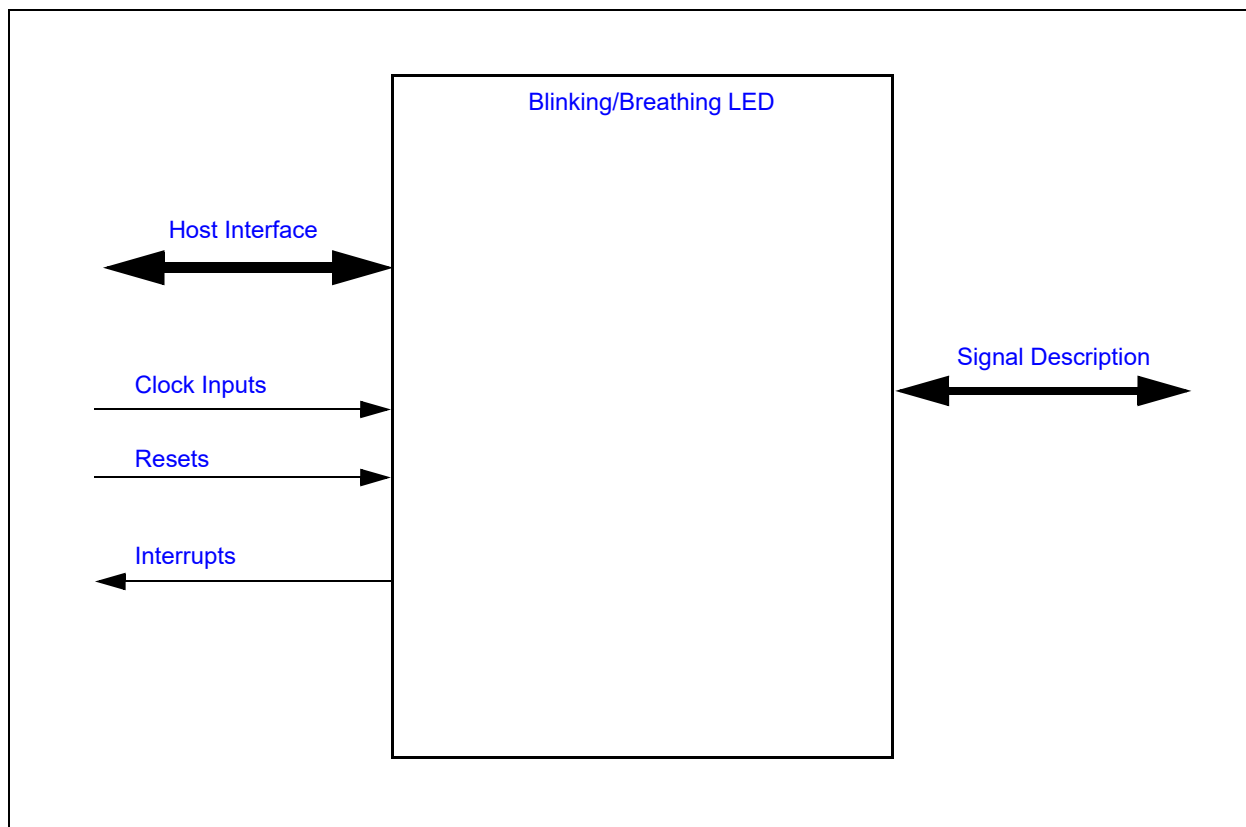 Blinking/Breathing LED
Host Interface
Signal Description
Clock Inputs
Resets
Interrupts